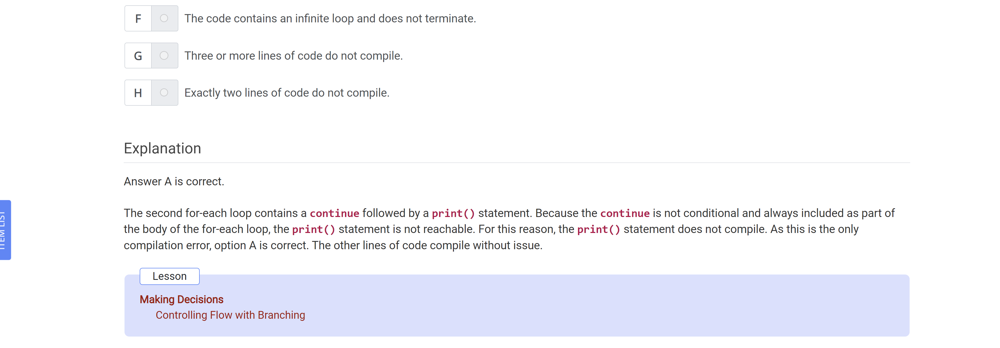 F The code contains an infinite loop and does not terminate.
G Three or more lines of code do not compile.
H Exactly two lines of code do not compile.
Explanation
Answer A is correct.
The second for-each loop contains a continue followed by a print() statement. Because the continue is not conditional and always included as part of
the body of the for-each loop, the print() statement is not reachable. For this reason, the print() statement does not compile. As this is the only
compilation error, option A is correct. The other lines of code compile without issue.
ITEM LIST
Lesson
Making Decisions
Controlling Flow with Branching